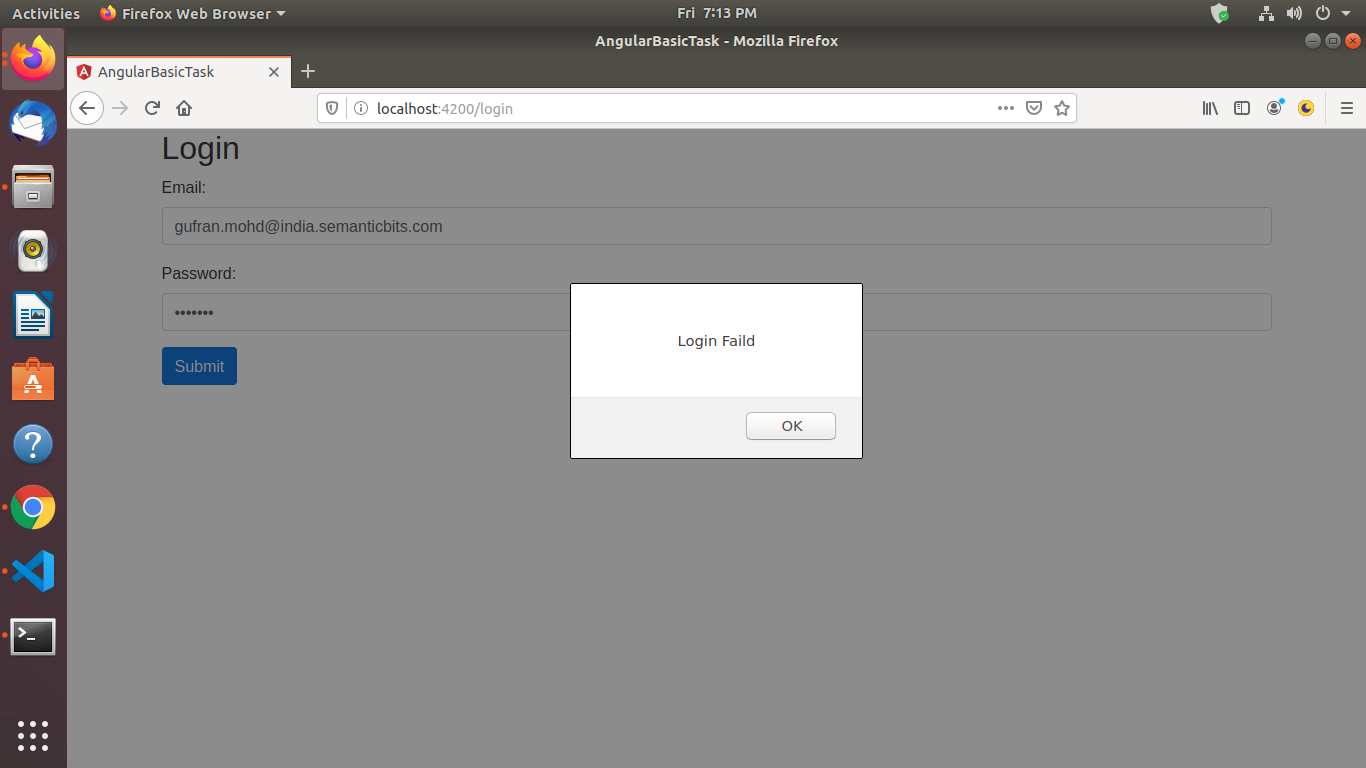 Activities
Firefox Web Browser
Fri 7:13 PM
AngularBasicTask - Mozilla Firefox
AngularBasicTask
localhost:4200/login
Login
Email:
gufran.mohd@india.semanticbits.com
Password:
•••••••
Submit
Login Faild
OK